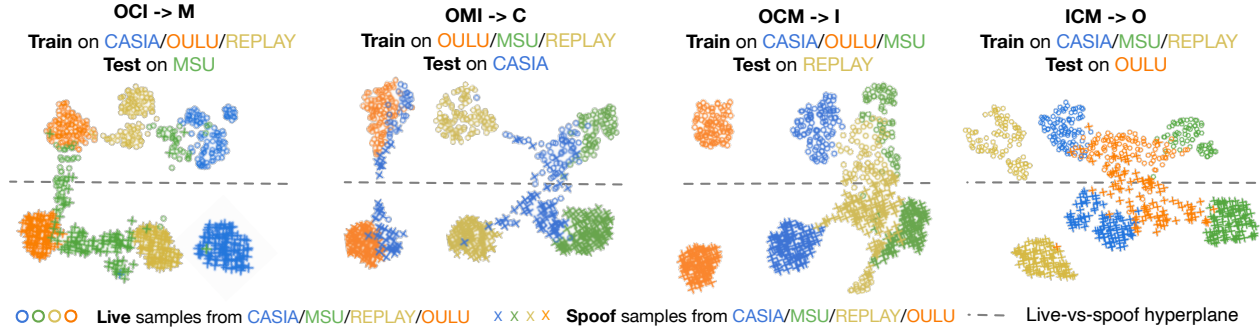 OCI -> M
Train on CASIA/OULU/REPLAY
Test on MSU
OMI -> C
Train on OULU/MSU/REPLAY
Test on CASIA
OCM -> I
Train on CASIA/OULU/MSU
Test on REPLAY
ICM -> O
Train on CASIA/MSU/REPLAY
Test on OULU
Live samples from CASIA/MSU/REPLAY/OULU
Spoof samples from CASIA/MSU/REPLAY/OULU
Live-vs-spoof hyperplane